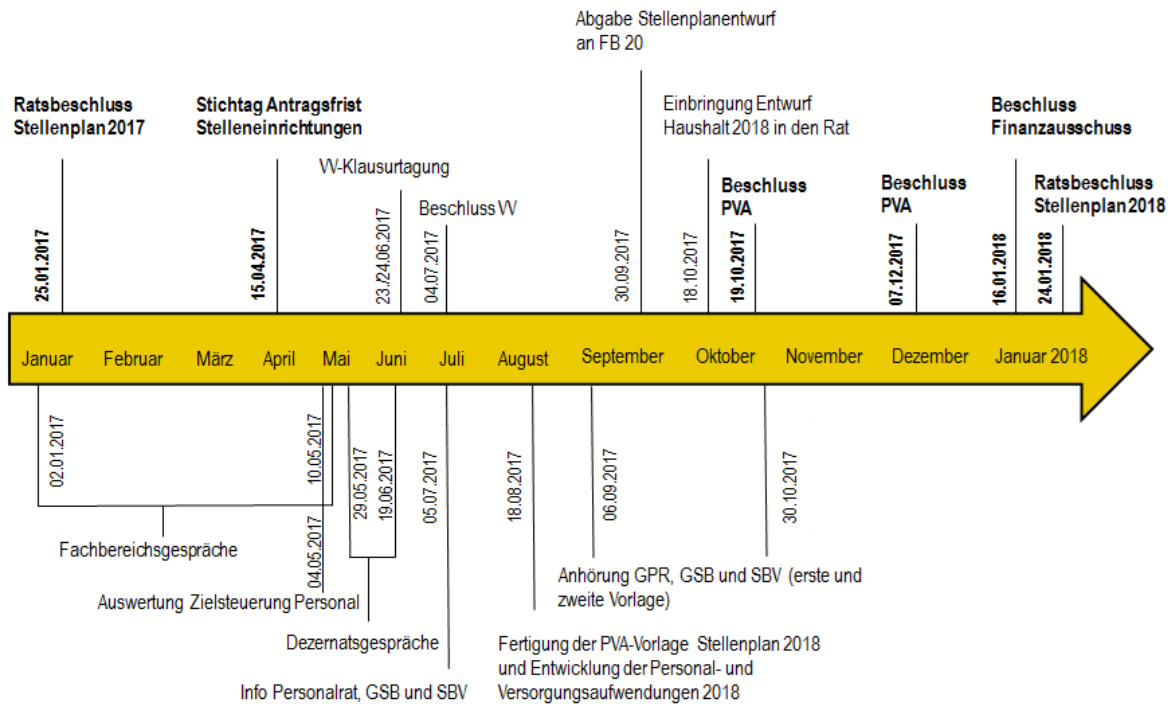 Abgabe Stellenplanentwurf
an FB 20
Ratsbeschluss
Stellenplan 2017
Stichtag Antragsfrist
Stelleneinrichtungen
VV-Klausurtagung
Beschluss VV
Einbringung Entwurf
Haushalt 2018 in den Rat
Beschluss
PVA
Beschluss
PVA
Beschluss
Finanzausschuss
Ratsbeschluss
Stellenplan 2018
25.01.2017
15.04.2017
23./24.06.2017
04.07.2017
30.09.2017
18.10.2017
19.10.2017
07.12.2017
16.01.2018
24.01.2018
Januar Februar März April Mai Juni Juli August September Oktober November Dezember Januar 2018
02.01.2017
10.05.2017
04.05.2017
29.05.2017
19.06.2017
05.07.2017
18.08.2017
06.09.2017
30.10.2017
Fachbereichsgespräche
Auswertung Zielsteuerung Personal
Dezernatsgespräche
Info Personalrat, GSB und SBV
Anhörung GPR, GSB und SBV (erste und
zweite Vorlage)
Fertigung der PVA-Vorlage Stellenplan 2018
und Entwicklung der Personal- und
Versorgungsaufwendungen 2018